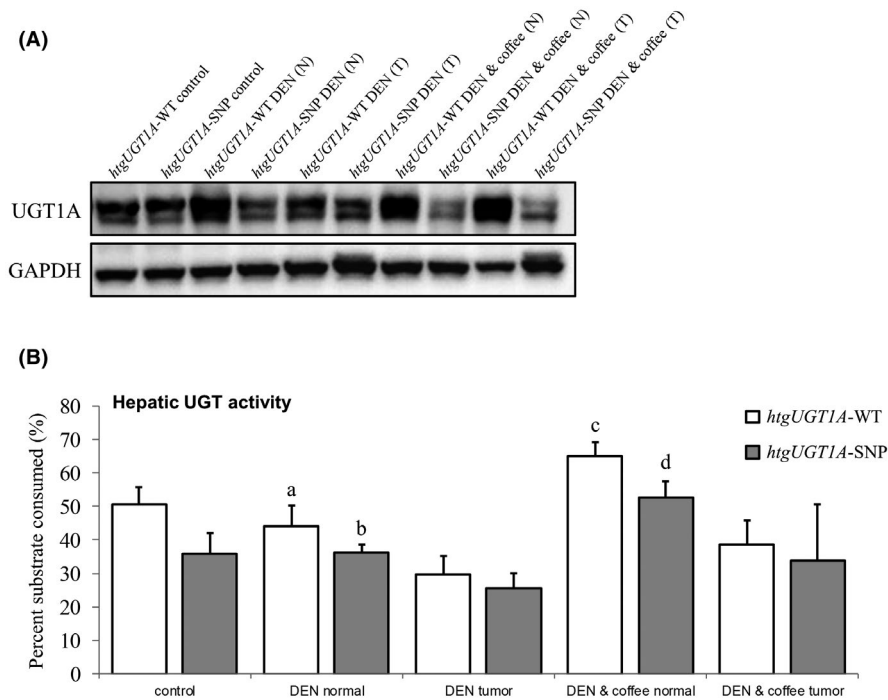 (A)
htgUGT1A-WT control
htgUGT1A-SNP control
htgUGT1A-WT DEN (N)
htgUGT1A-SNP DEN (N)
htgUGT1A-WT DEN (T)
htgUGT1A-SNP DEN (T)
htgUGT1A-WT DEN & coffee (N)
htgUGT1A-SNP DEN & coffee (N)
htgUGT1A-WT DEN & coffee (T)
htgUGT1A-SNP DEN & coffee (T)
UGT1A
GAPDH
(B)
Hepatic UGT activity
Percent substrate consumed (%)
80
70
60
50
40
30
20
10
0
a
b
c
d
htgUGT1A-WT
htgUGT1A-SNP
control
DEN normal
DEN tumor
DEN & coffee normal
DEN & coffee tumor